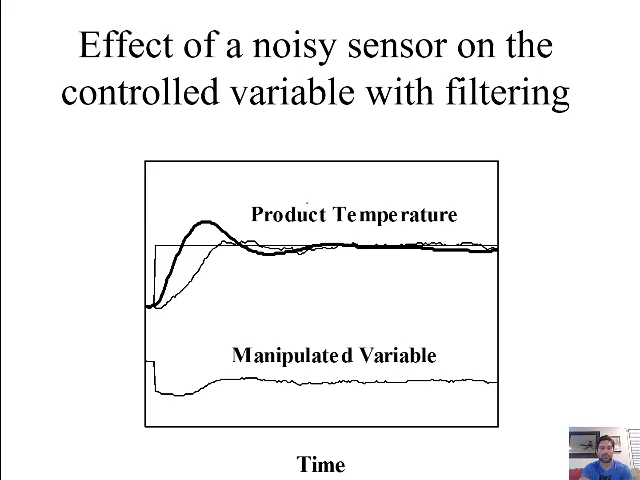 Effect of a noisy sensor on the
controlled variable with filtering
Product Temperature
Manipulated Variable
Time